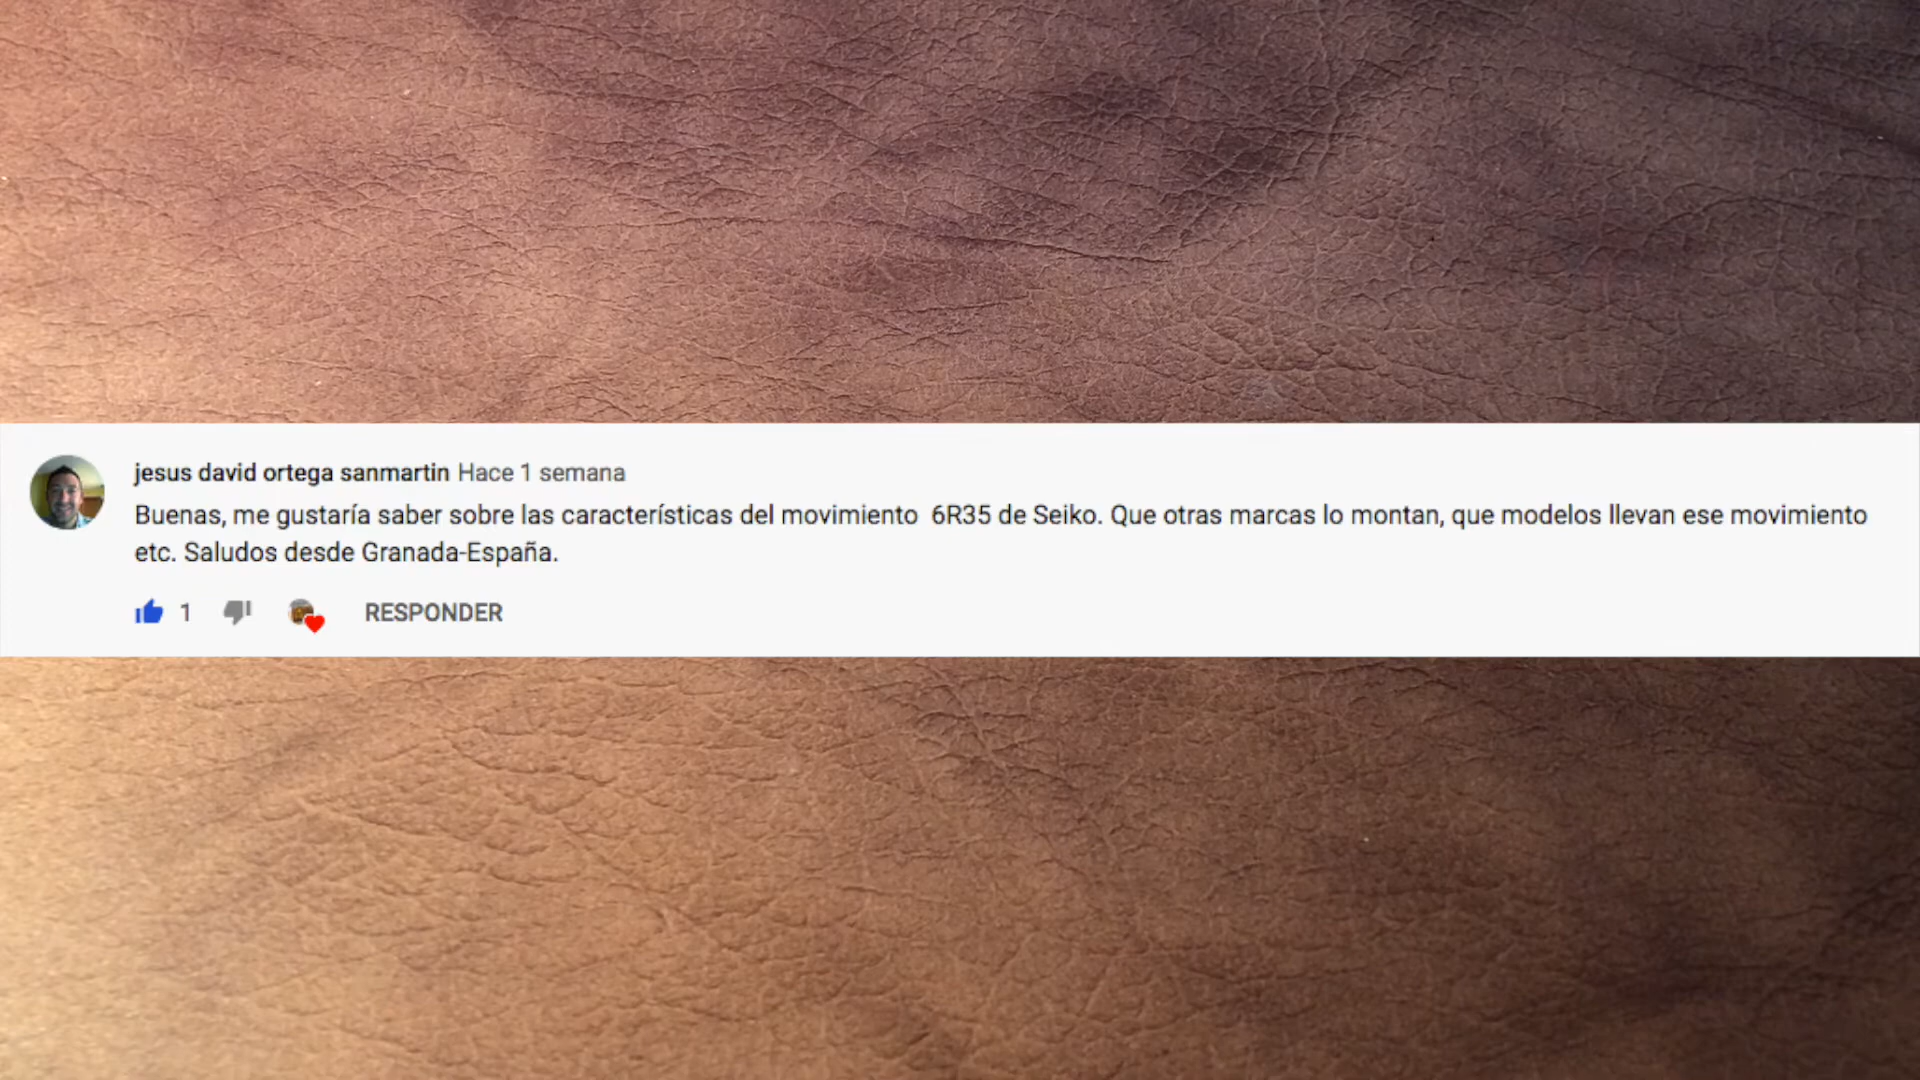 jesus david ortega sanmartin Hace 1 semana
Buenas, me gustaría saber sobre las características del movimiento  6R35 de Seiko. Que otras marcas lo montan, que modelos llevan ese movimiento
etc. Saludos desde Granada-España.
1 RESPONDER